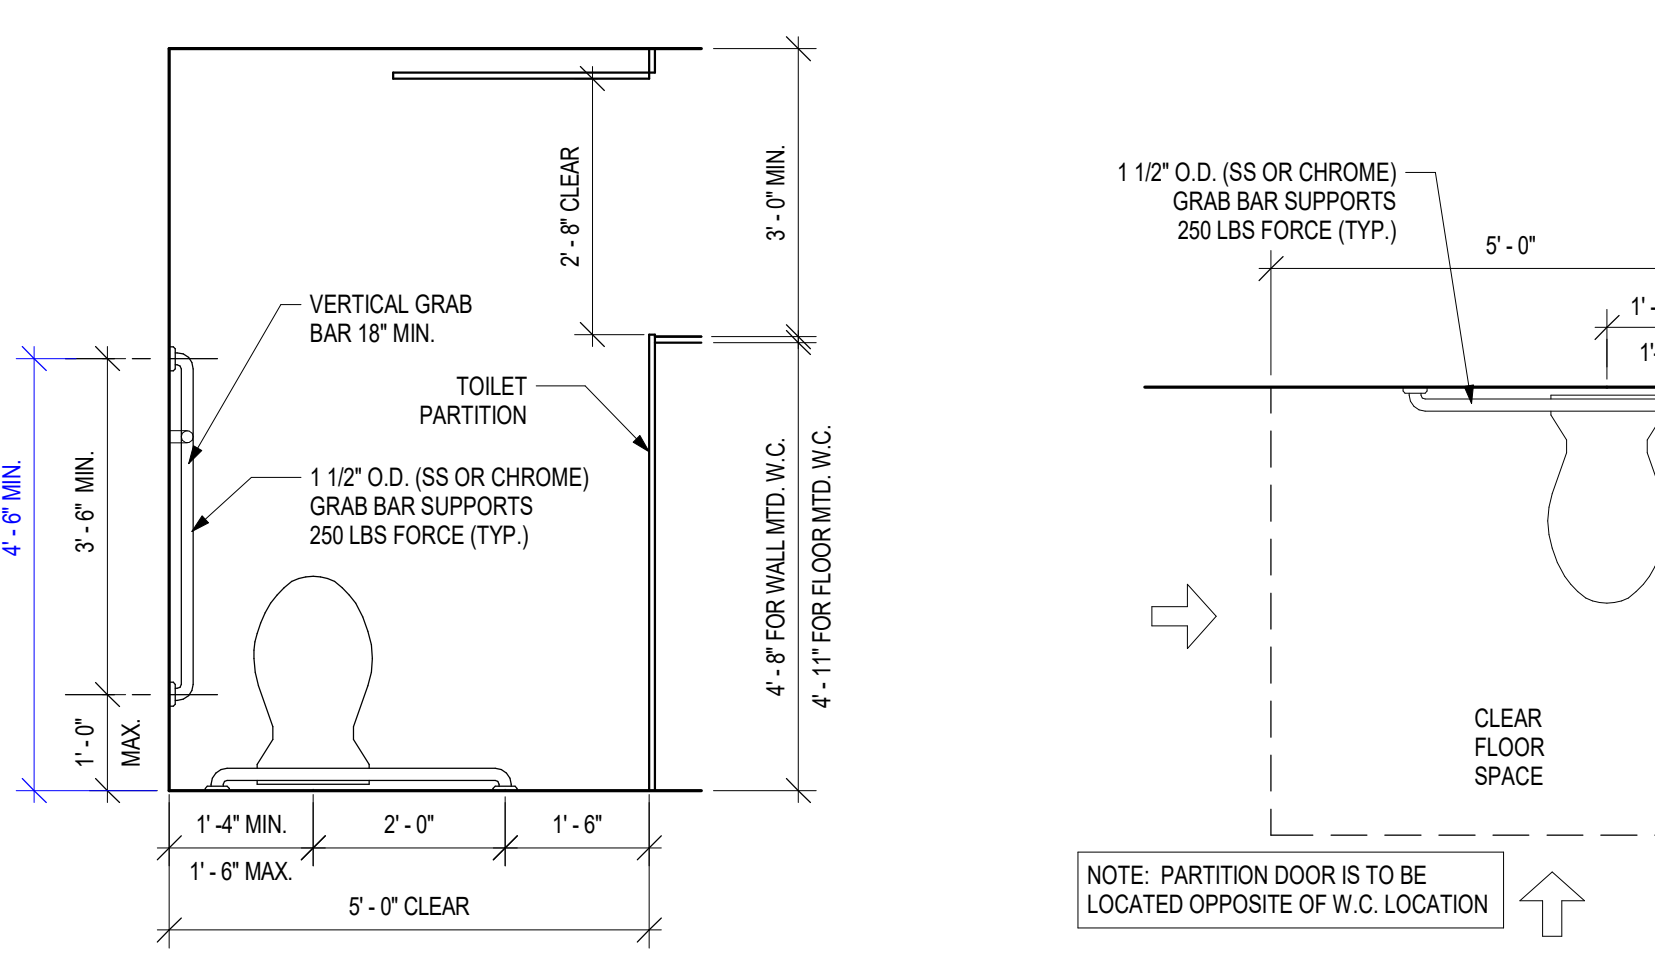 2' - 8" CLEAR
3' - 0" MIN.
VERTICAL GRAB
BAR 18" MIN.
TOILET
PARTITION
1 1/2" O.D. (SS OR CHROME)
GRAB BAR SUPPORTS
250 LBS FORCE (TYP.)
4' - 6" MIN.
3' - 6" MIN.
1' - 0"
MAX.
4' - 8" FOR WALL MTD. W.C.
4' - 11" FOR FLOOR MTD. W.C.
1' -4" MIN.
2' - 0"
1' - 6"
1' - 6" MAX.
5' - 0" CLEAR
1 1/2" O.D. (SS OR CHROME)
GRAB BAR SUPPORTS
250 LBS FORCE (TYP.)
5' - 0"
1' -
1'-
CLEAR
FLOOR
SPACE
NOTE:  PARTITION DOOR IS TO BE
LOCATED OPPOSITE OF W.C. LOCATION